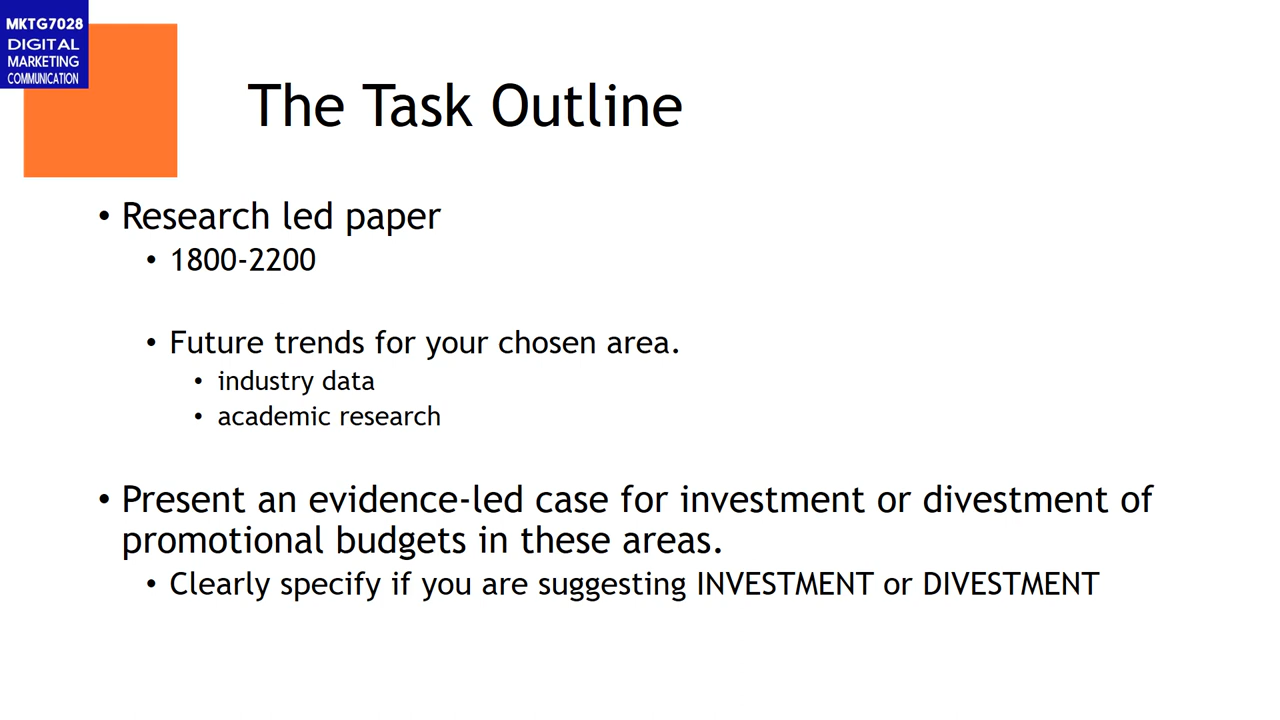 MKTG7028
DIGITAL
MARKETING
COMMUNICATION
The Task Outline
• Research led paper
• 1800-2200
• Future trends for your chosen area.
• industry data
• academic research
• Present an evidence-led case for investment or divestment of
promotional budgets in these areas.
• Clearly specify if you are suggesting INVESTMENT or DIVESTMENT